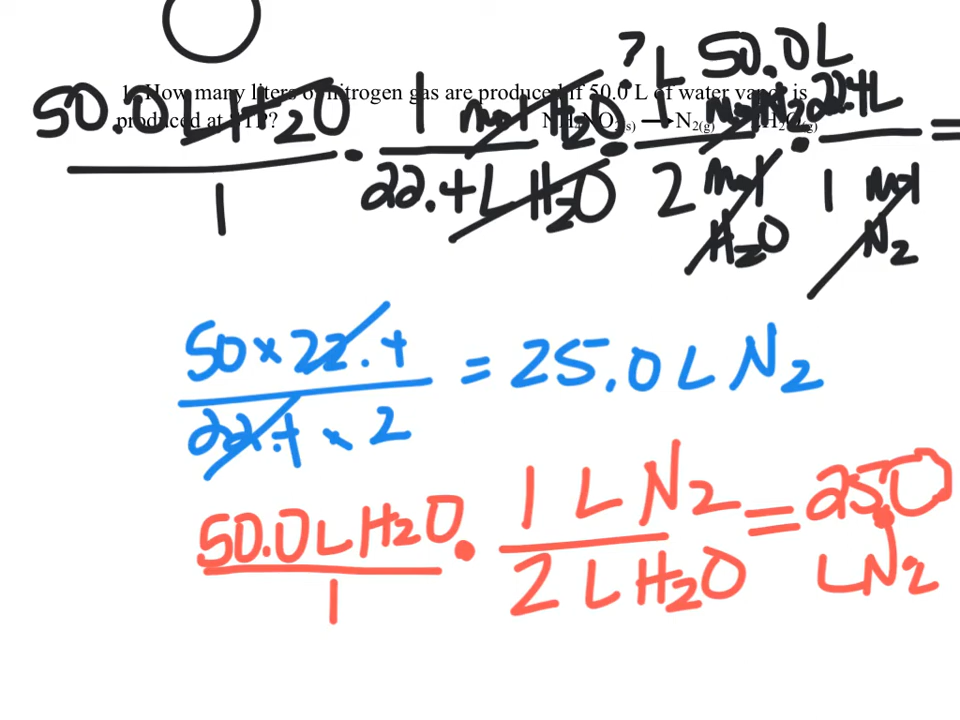 ? L 50.0 L
1. How many liters of nitrogen gas are produced if 50.0 L of water vapor is
produced at STP? NH₄NO₂(s) → N₂(g) 2H₂O(g)
50.0 L H₂O / 1 · 1 mol H₂O / 22.4 L H₂O · mol N₂ / 2 mol H₂O · 22.4 L / 1 mol N₂ =
50 × 22.4 / 22.4 × 2 = 25.0 L N₂
50.0 L H₂O / 1 · 1 L N₂ / 2 L H₂O = 25.0 L N₂